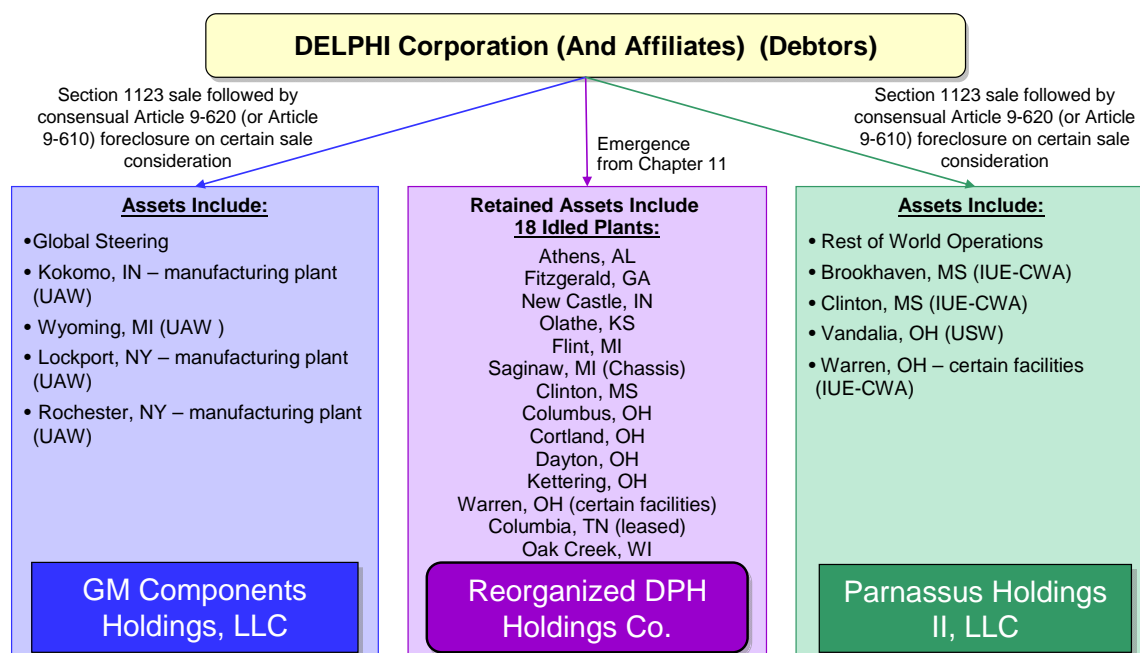 DELPHI Corporation (And Affiliates) (Debtors)
Section 1123 sale followed by
consensual Article 9-620 (or Article
9-610) foreclosure on certain sale
consideration
Emergence
from Chapter 11
Section 1123 sale followed by
consensual Article 9-620 (or Article
9-610) foreclosure on certain sale
consideration
Assets Include:
•Global Steering
• Kokomo, IN – manufacturing plant
(UAW)
• Wyoming, MI (UAW )
• Lockport, NY – manufacturing plant
(UAW)
• Rochester, NY – manufacturing plant
(UAW)
GM Components
Holdings, LLC
Retained Assets Include
18 Idled Plants:
Athens, AL
Fitzgerald, GA
New Castle, IN
Olathe, KS
Flint, MI
Saginaw, MI (Chassis)
Clinton, MS
Columbus, OH
Cortland, OH
Dayton, OH
Kettering, OH
Warren, OH (certain facilities)
Columbia, TN (leased)
Oak Creek, WI
Reorganized DPH
Holdings Co.
Assets Include:
• Rest of World Operations
• Brookhaven, MS (IUE-CWA)
• Clinton, MS (IUE-CWA)
• Vandalia, OH (USW)
• Warren, OH – certain facilities
(IUE-CWA)
Parnassus Holdings
II, LLC